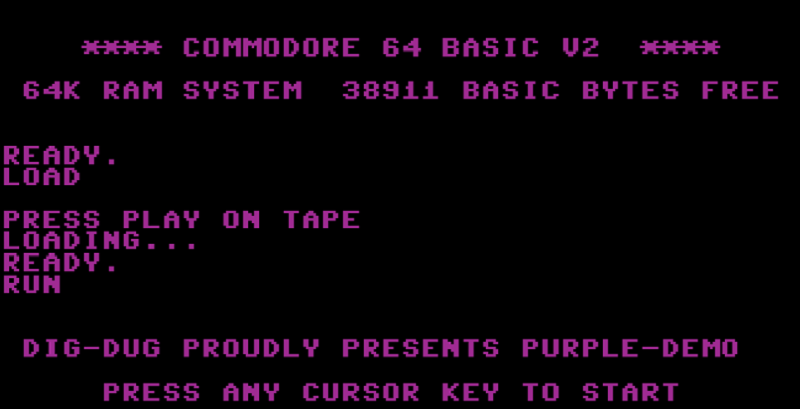 **** COMMODORE 64 BASIC V2 ****
64K RAM SYSTEM 38911 BASIC BYTES FREE
READY.
LOAD
PRESS PLAY ON TAPE
LOADING...
READY.
RUN
DIG-DUG PROUDLY PRESENTS PURPLE-DEMO
PRESS ANY CURSOR KEY TO START